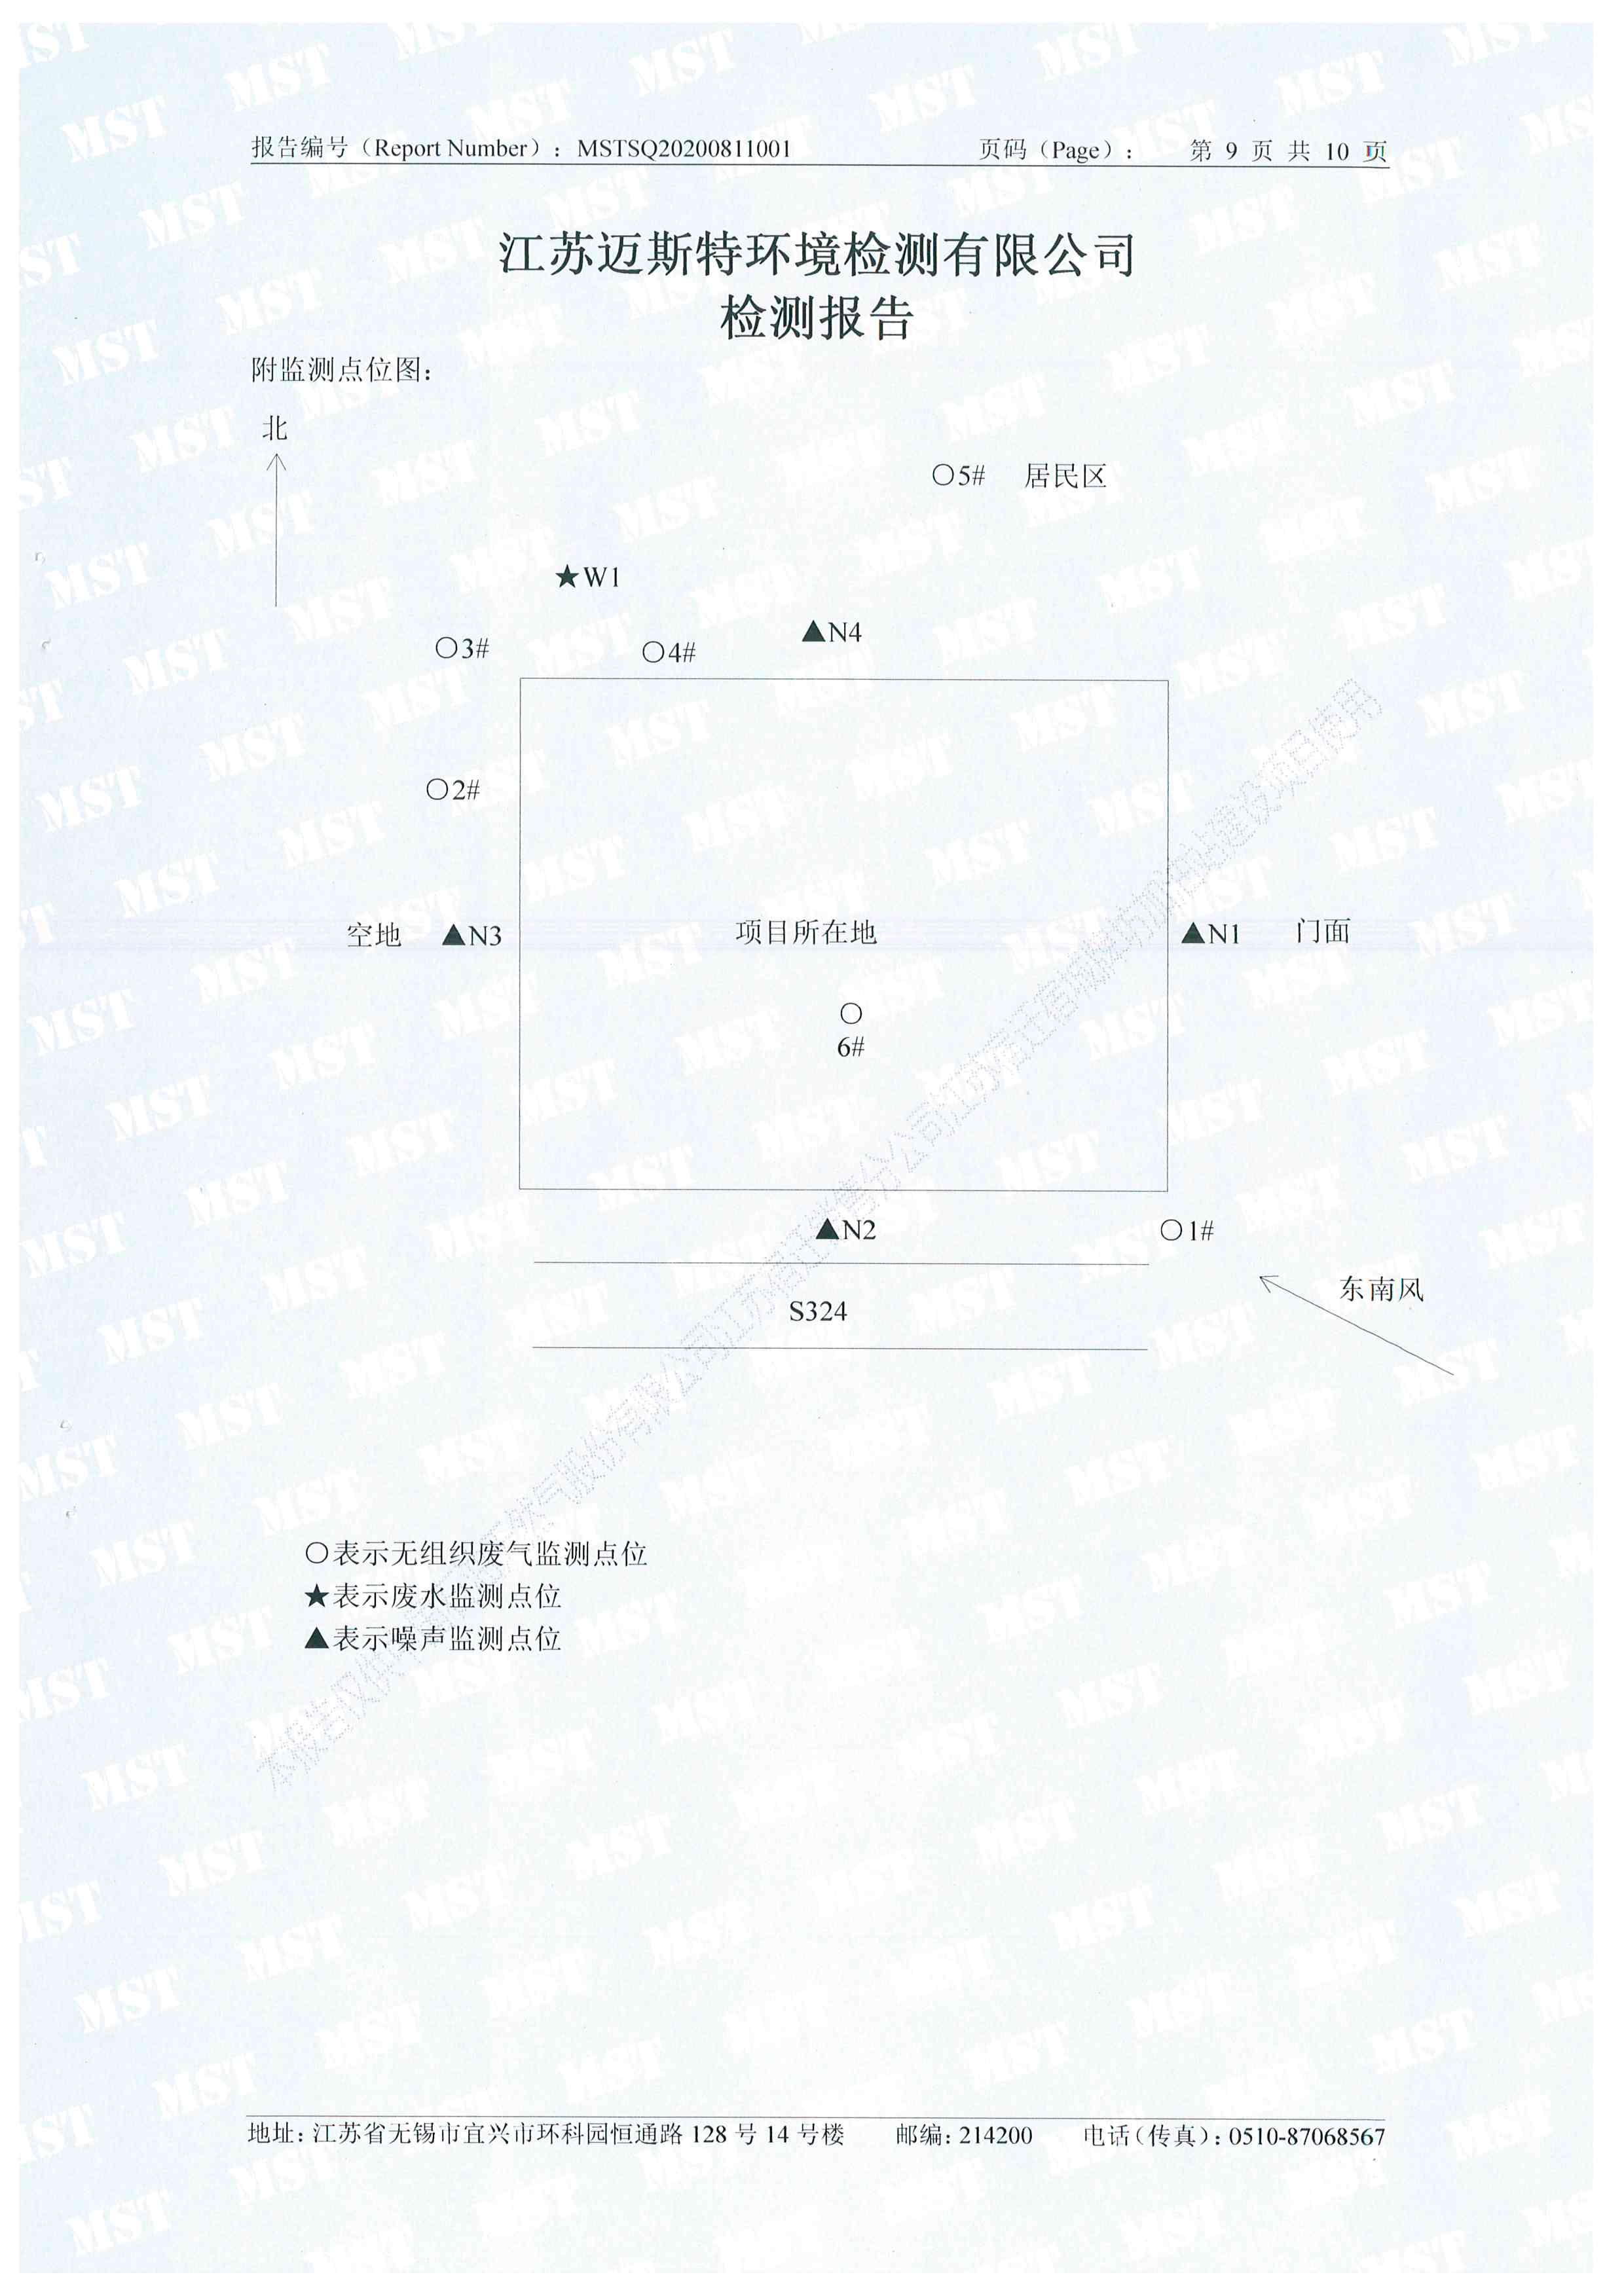 报告编号（Report Number）：MSTSQ20200811001 页码（Page）： 第 9 页 共 10 页
江苏迈斯特环境检测有限公司
检测报告
附监测点位图：
北
○5# 居民区
★W1
○3# ○4# ▲N4
○2#
空地 ▲N3 项目所在地 ▲N1 门面
○
6#
▲N2 ○1#
东南风
S324
○表示无组织废气监测点位
★表示废水监测点位
▲表示噪声监测点位
地址：江苏省无锡市宜兴市环科园恒通路 128 号 14 号楼 邮编：214200 电话（传真）：0510-87068567
MST